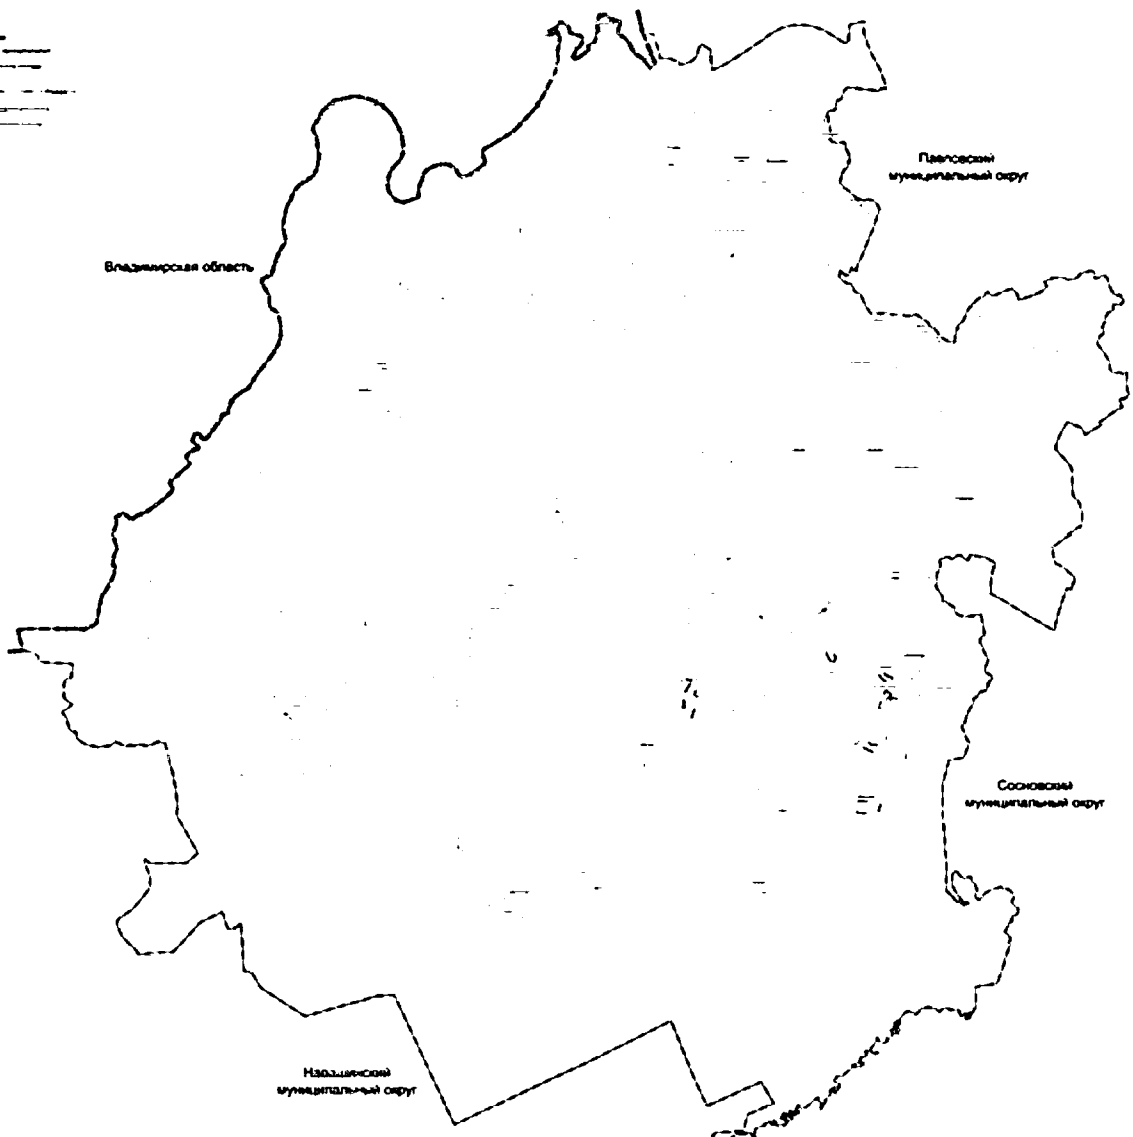 Павловский
муниципальный округ
Владимирская область
Сосновский
муниципальный округ
Навашинский
муниципальный округ